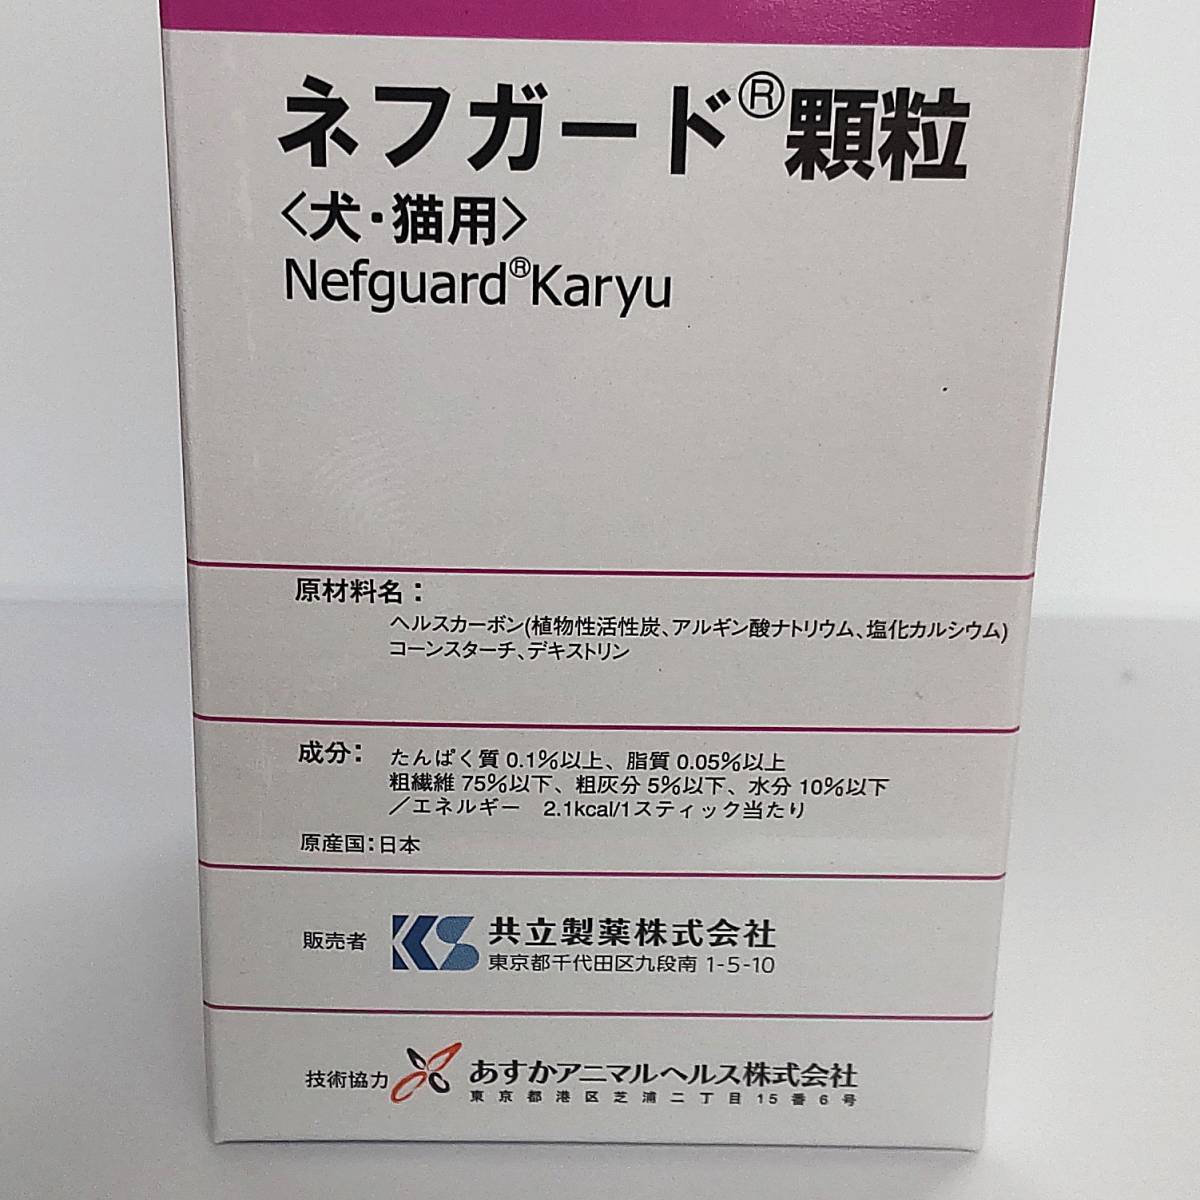 ネフガード®顆粒
〈犬・猫用〉
Nefguard®Karyu
原材料名：
ヘルスカーボン(植物性活性炭、アルギン酸ナトリウム、塩化カルシウム)
コーンスターチ、デキストリン
成分： たんぱく質 0.1%以上、脂質 0.05%以上
粗繊維 75%以下、粗灰分 5%以下、水分 10%以下
／エネルギー 2.1kcal/1スティック当たり
原産国：日本
販売者 KS 共立製薬株式会社
東京都千代田区九段南 1-5-10
技術協力 あすかアニマルヘルス株式会社
東京都港区芝浦二丁目15番6号